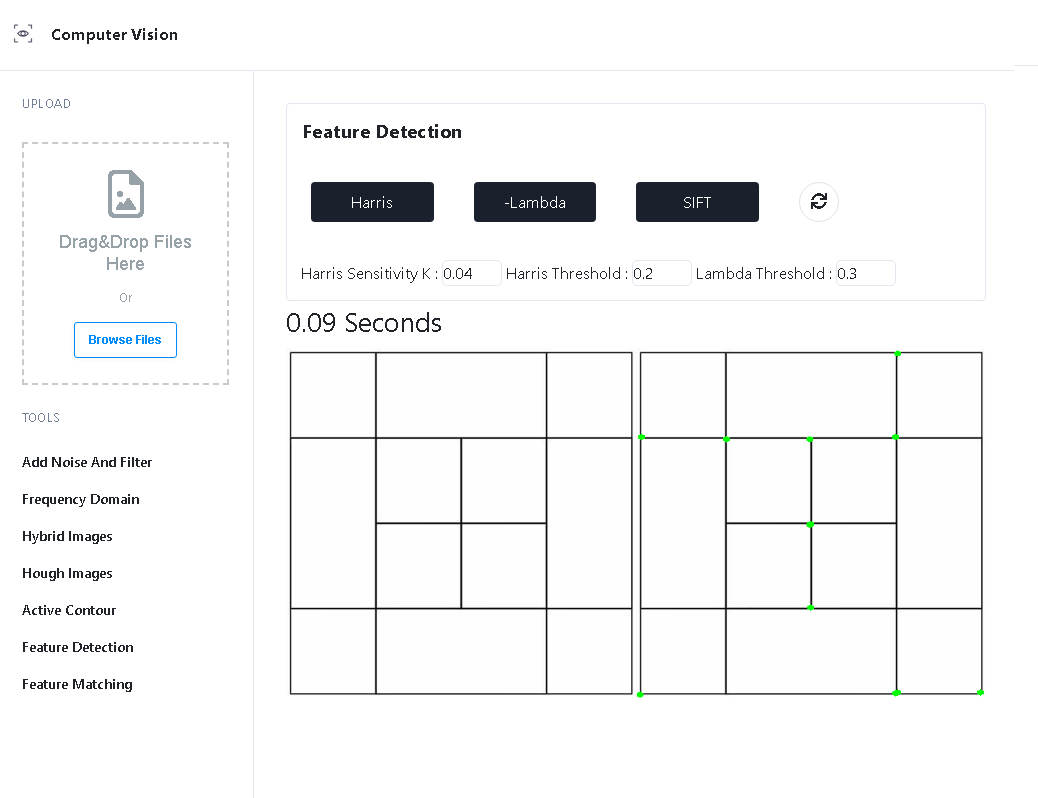 Computer Vision
UPLOAD
Drag&Drop Files
Here
Or
Browse Files
TOOLS
Add Noise And Filter
Frequency Domain
Hybrid Images
Hough Images
Active Contour
Feature Detection
Feature Matching
Feature Detection
Harris -Lambda SIFT
Harris Sensitivity K : 0.04 Harris Threshold : 0.2 Lambda Threshold : 0.3
0.09 Seconds